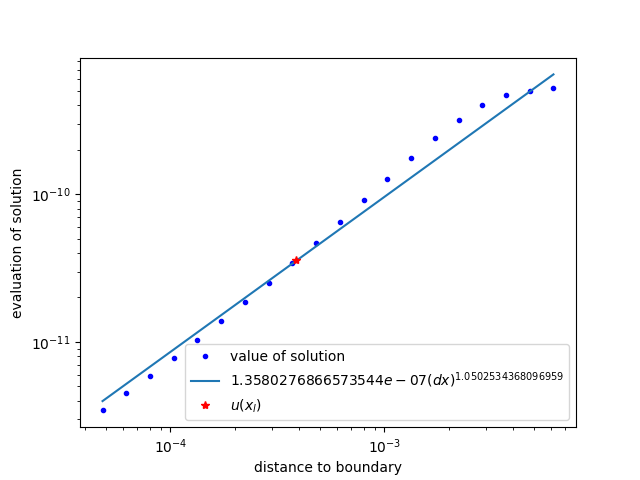 10⁻¹⁰
10⁻¹¹
evaluation of solution
value of solution
1.3580276866573544e − 07(dx)^1.0502534368096959
u(x_I)
10⁻⁴
10⁻³
distance to boundary